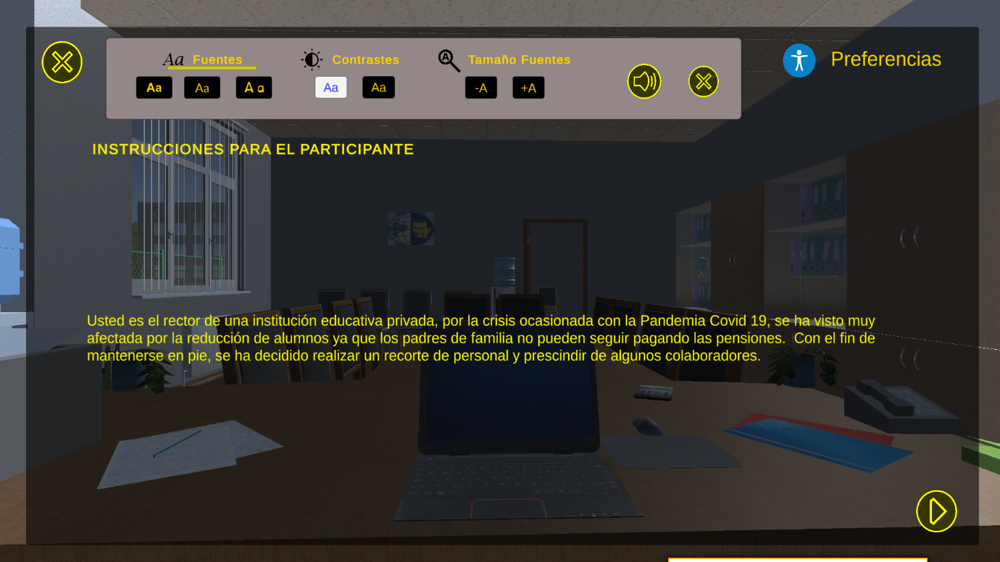 Aa Fuentes
Contrastes
Tamaño Fuentes
Preferencias
Aa Aa Aa
Aa Aa
-A +A
INSTRUCCIONES PARA EL PARTICIPANTE
Usted es el rector de una institución educativa privada, por la crisis ocasionada con la Pandemia Covid 19, se ha visto muy
afectada por la reducción de alumnos ya que los padres de familia no pueden seguir pagando las pensiones. Con el fin de
mantenerse en pie, se ha decidido realizar un recorte de personal y prescindir de algunos colaboradores.